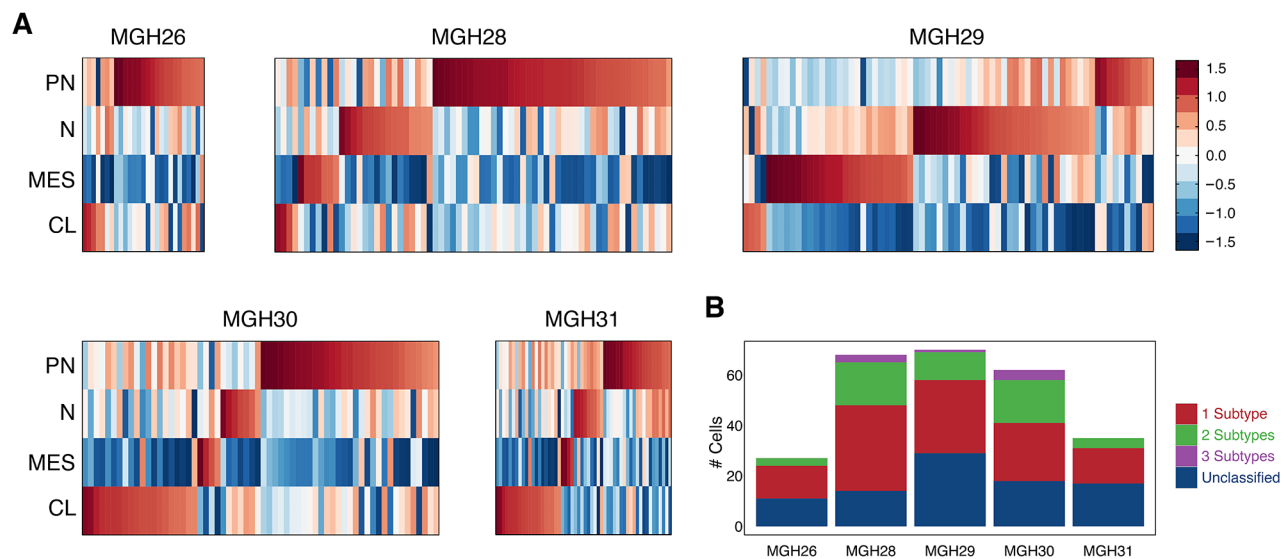 A
MGH26
MGH28
MGH29
PN
N
MES
CL
1.5
1.0
0.5
0.0
−0.5
−1.0
−1.5
MGH30
MGH31
PN
N
MES
CL
B
# Cells
60
40
20
0
MGH26
MGH28
MGH29
MGH30
MGH31
1 Subtype
2 Subtypes
3 Subtypes
Unclassified